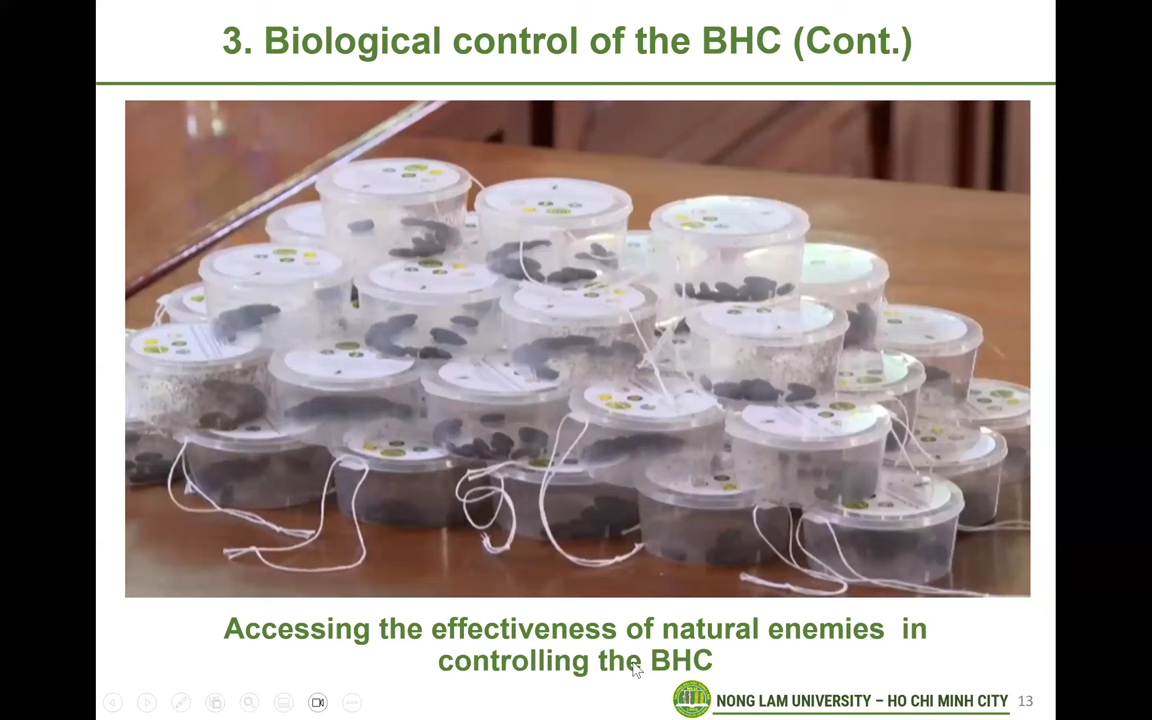 3. Biological control of the BHC (Cont.)
Accessing the effectiveness of natural enemies in
controlling the BHC
NONG LAM UNIVERSITY – HO CHI MINH CITY 13